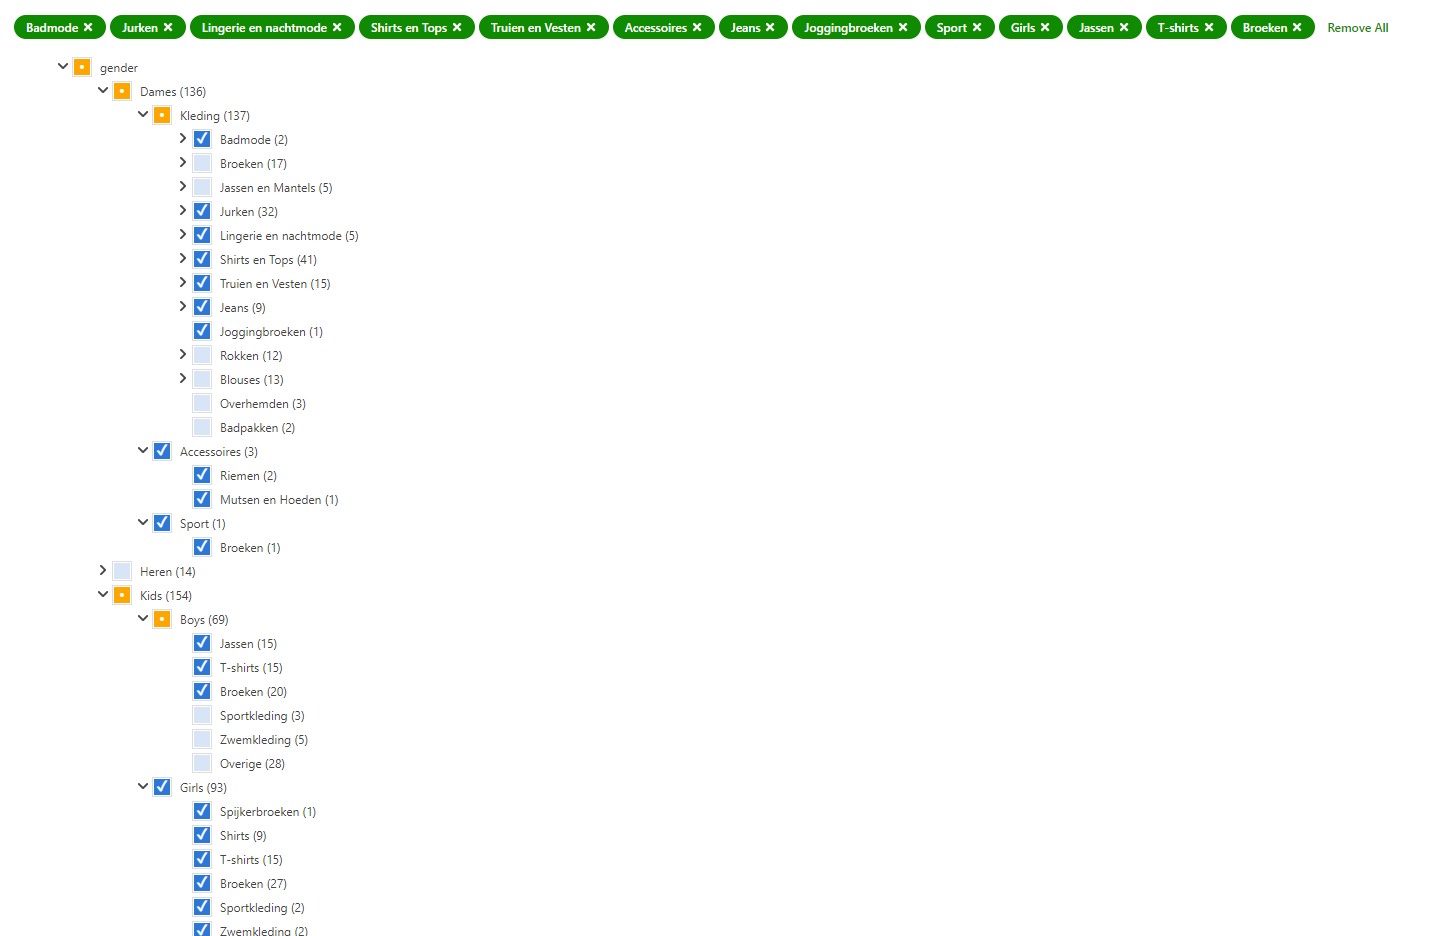 Badmode Jurken Lingerie en nachtmode Shirts en Tops Truien en Vesten Accessoires Jeans Joggingbroeken Sport Girls Jassen T-shirts Broeken Remove All
gender
Dames (136)
Kleding (137)
Badmode (2)
Broeken (17)
Jassen en Mantels (5)
Jurken (32)
Lingerie en nachtmode (5)
Shirts en Tops (41)
Truien en Vesten (15)
Jeans (9)
Joggingbroeken (1)
Rokken (12)
Blouses (13)
Overhemden (3)
Badpakken (2)
Accessoires (3)
Riemen (2)
Mutsen en Hoeden (1)
Sport (1)
Broeken (1)
Heren (14)
Kids (154)
Boys (69)
Jassen (15)
T-shirts (15)
Broeken (20)
Sportkleding (3)
Zwemkleding (5)
Overige (28)
Girls (93)
Spijkerbroeken (1)
Shirts (9)
T-shirts (15)
Broeken (27)
Sportkleding (2)
Zwemkleding (2)